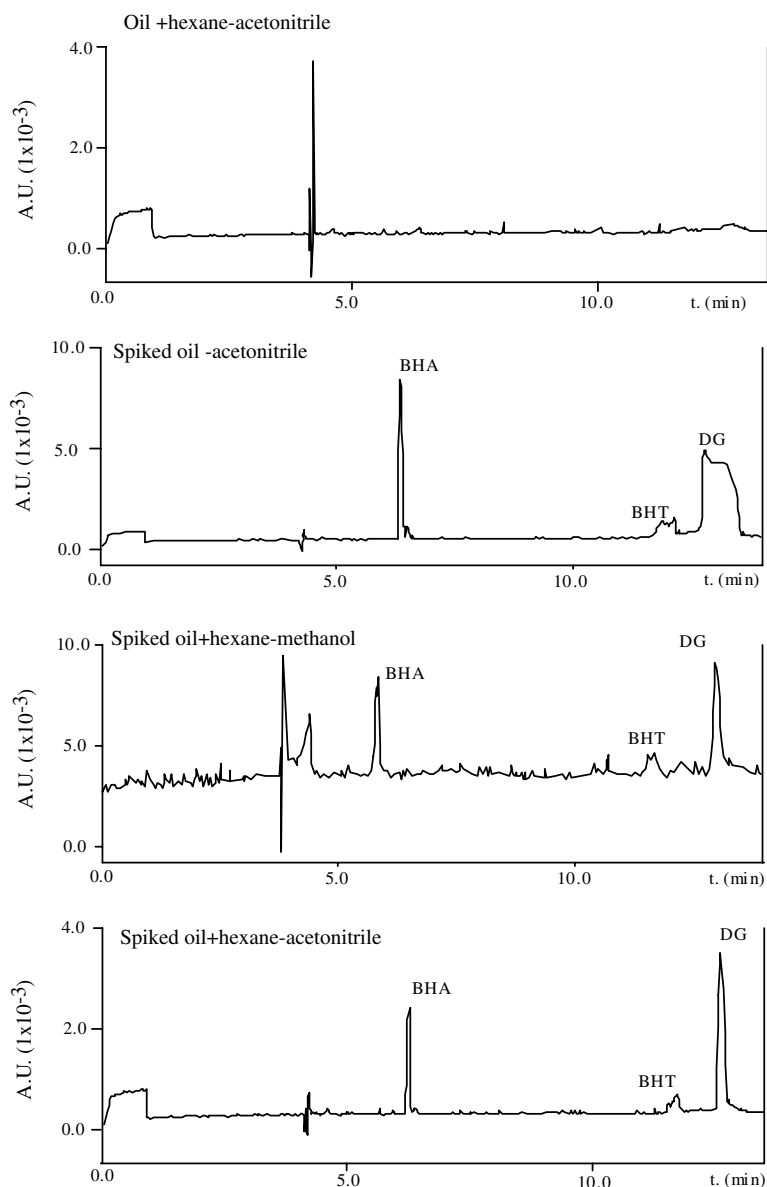 Oil +hexane-acetonitrile
4.0
A.U. (1x10-3)
2.0
0.0
0.0 5.0 10.0 t. (min)
10.0
Spiked oil -acetonitrile
BHA
A.U. (1x10-3)
5.0
DG
BHT
0.0
0.0 5.0 10.0 t. (min)
10.0
Spiked oil+hexane-methanol
BHA
DG
A.U. (1x10-3)
5.0
BHT
0.0
0.0 5.0 10.0 t. (min)
4.0
Spiked oil+hexane-acetonitrile
DG
BHA
A.U. (1x10-3)
2.0
BHT
0.0
0.0 5.0 10.0 t. (min)